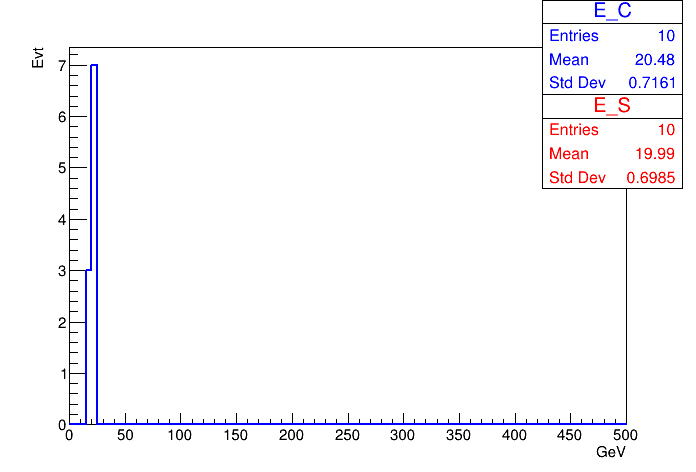 E_C
Entries 10
Mean 20.48
Std Dev 0.7161
E_S
Entries 10
Mean 19.99
Std Dev 0.6985
Evt
7
6
5
4
3
2
1
0
0 50 100 150 200 250 300 350 400 450 500
GeV